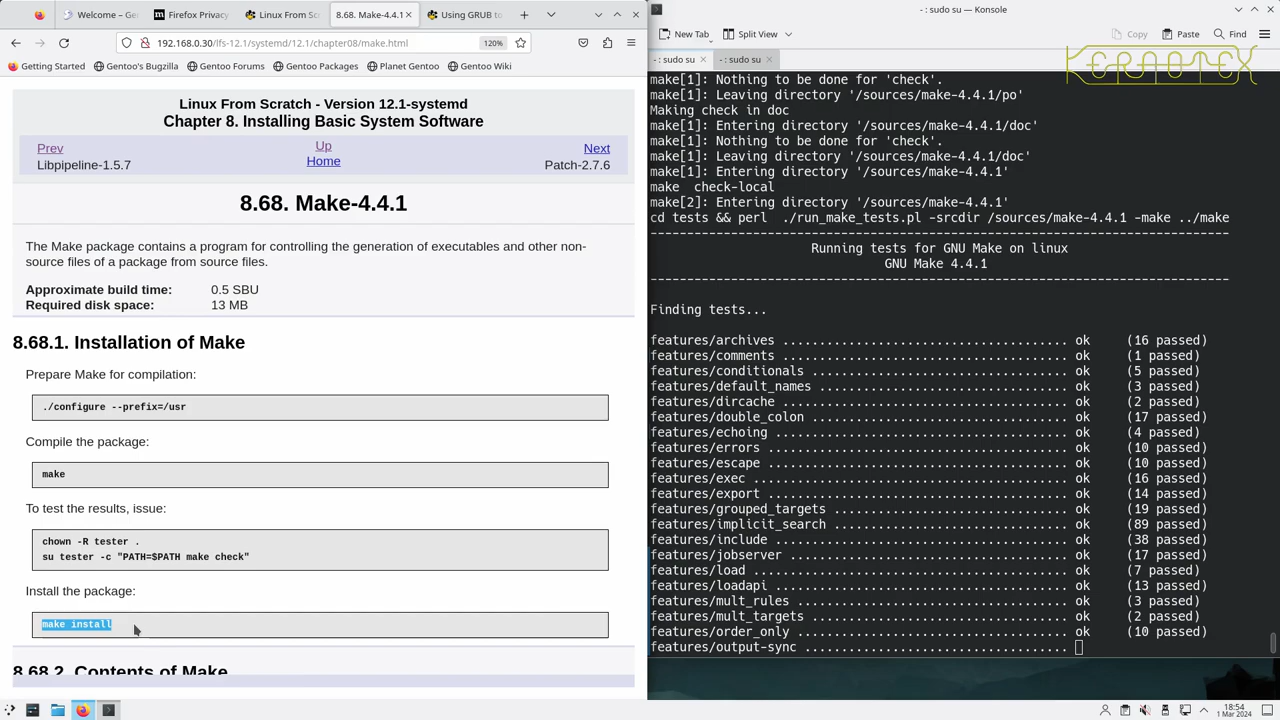 Welcome – Ge
Firefox Privacy
Linux From Sc
8.68. Make-4.4.1
Using GRUB to
192.168.0.30/lfs-12.1/systemd/12.1/chapter08/make.html
120%
Getting Started
Gentoo's Bugzilla
Gentoo Forums
Gentoo Packages
Planet Gentoo
Gentoo Wiki
Linux From Scratch - Version 12.1-systemd
Chapter 8. Installing Basic System Software
Prev
Up
Next
Libpipeline-1.5.7
Home
Patch-2.7.6
8.68. Make-4.4.1
The Make package contains a program for controlling the generation of executables and other non-
source files of a package from source files.
Approximate build time: 0.5 SBU
Required disk space: 13 MB
8.68.1. Installation of Make
Prepare Make for compilation:
./configure --prefix=/usr
Compile the package:
make
To test the results, issue:
chown -R tester .
su tester -c "PATH=$PATH make check"
Install the package:
make install
8.68.2. Contents of Make
- : sudo su — Konsole
New Tab
Split View
Copy
Paste
Find
- : sudo su
- : sudo su
KERAOTEX
make[1]: Nothing to be done for 'check'.
make[1]: Leaving directory '/sources/make-4.4.1/po'
Making check in doc
make[1]: Entering directory '/sources/make-4.4.1/doc'
make[1]: Nothing to be done for 'check'.
make[1]: Leaving directory '/sources/make-4.4.1/doc'
make[1]: Entering directory '/sources/make-4.4.1'
make  check-local
make[2]: Entering directory '/sources/make-4.4.1'
cd tests && perl  ./run_make_tests.pl -srcdir /sources/make-4.4.1 -make ../make
------------------------------------------------------------------------------
Running tests for GNU Make on linux
GNU Make 4.4.1
------------------------------------------------------------------------------
Finding tests...
features/archives ...................................... ok     (16 passed)
features/comments ...................................... ok     (1 passed)
features/conditionals .................................. ok     (5 passed)
features/default_names ................................. ok     (3 passed)
features/dircache ...................................... ok     (2 passed)
features/double_colon .................................. ok     (17 passed)
features/echoing ....................................... ok     (4 passed)
features/errors ........................................ ok     (10 passed)
features/escape ........................................ ok     (10 passed)
features/exec .......................................... ok     (16 passed)
features/export ........................................ ok     (14 passed)
features/grouped_targets ............................... ok     (19 passed)
features/implicit_search ............................... ok     (89 passed)
features/include ....................................... ok     (38 passed)
features/jobserver ..................................... ok     (17 passed)
features/load .......................................... ok     (7 passed)
features/loadapi ....................................... ok     (13 passed)
features/mult_rules .................................... ok     (3 passed)
features/mult_targets .................................. ok     (2 passed)
features/order_only .................................... ok     (10 passed)
features/output-sync ...................................
18:54
1 Mar 2024